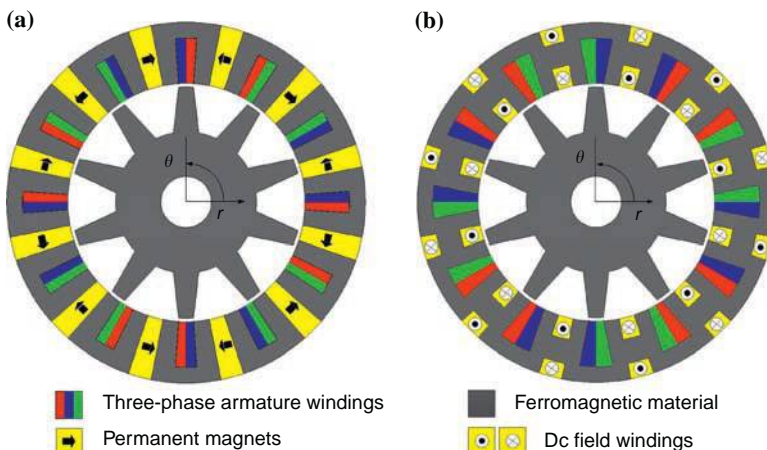 (a)
(b)
θ
r
θ
r
Three-phase armature windings
Ferromagnetic material
Permanent magnets
Dc field windings